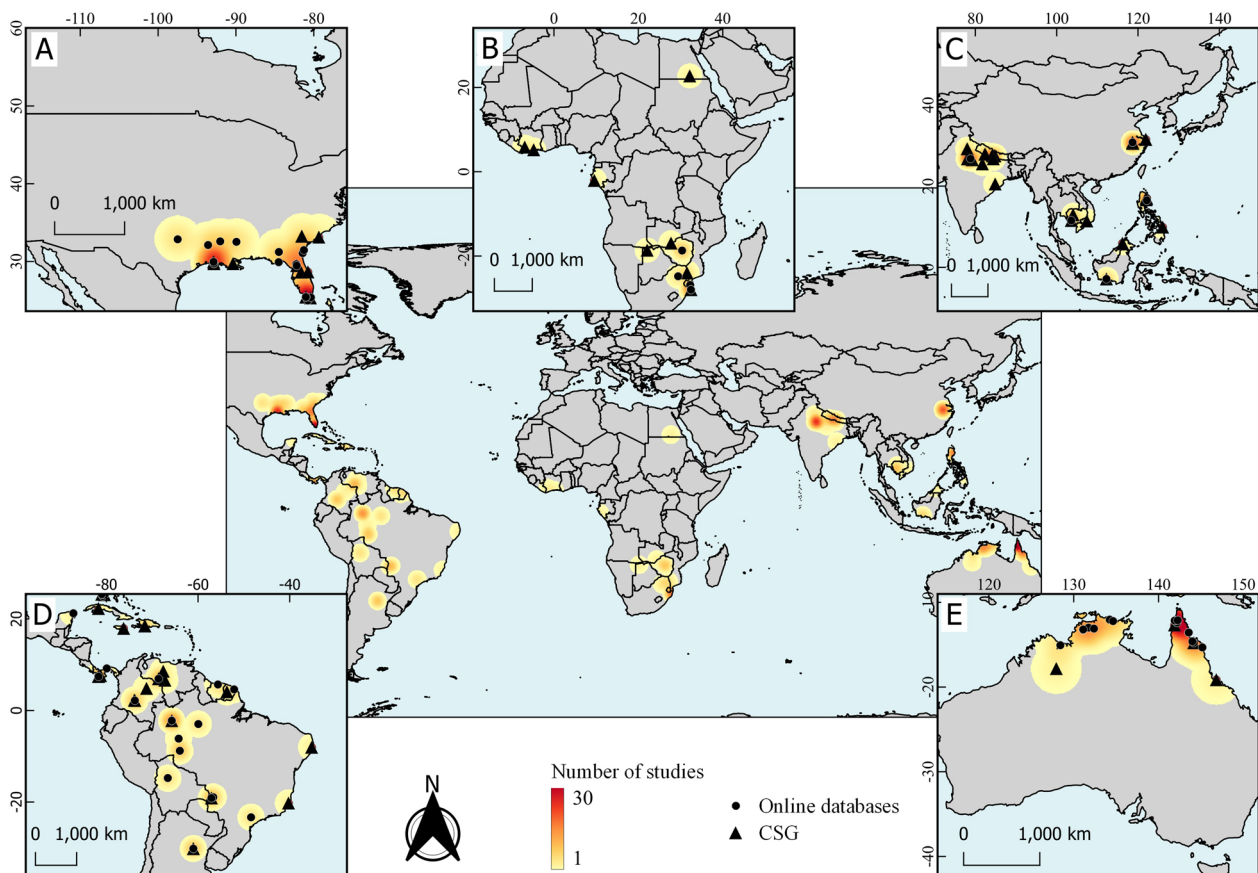 -110 -100 -90 -80
60
50
40
30
A
0 1,000 km
0 20 40
20
0
-20
B
0 1,000 km
80 100 120 140
40
20
0
C
0 1,000 km
-80 -60 -40
20
0
-20
D
0 1,000 km
N
Number of studies
30
1
Online databases
CSG
120 130 142 150
-20
-30
-40
E
0 1,000 km